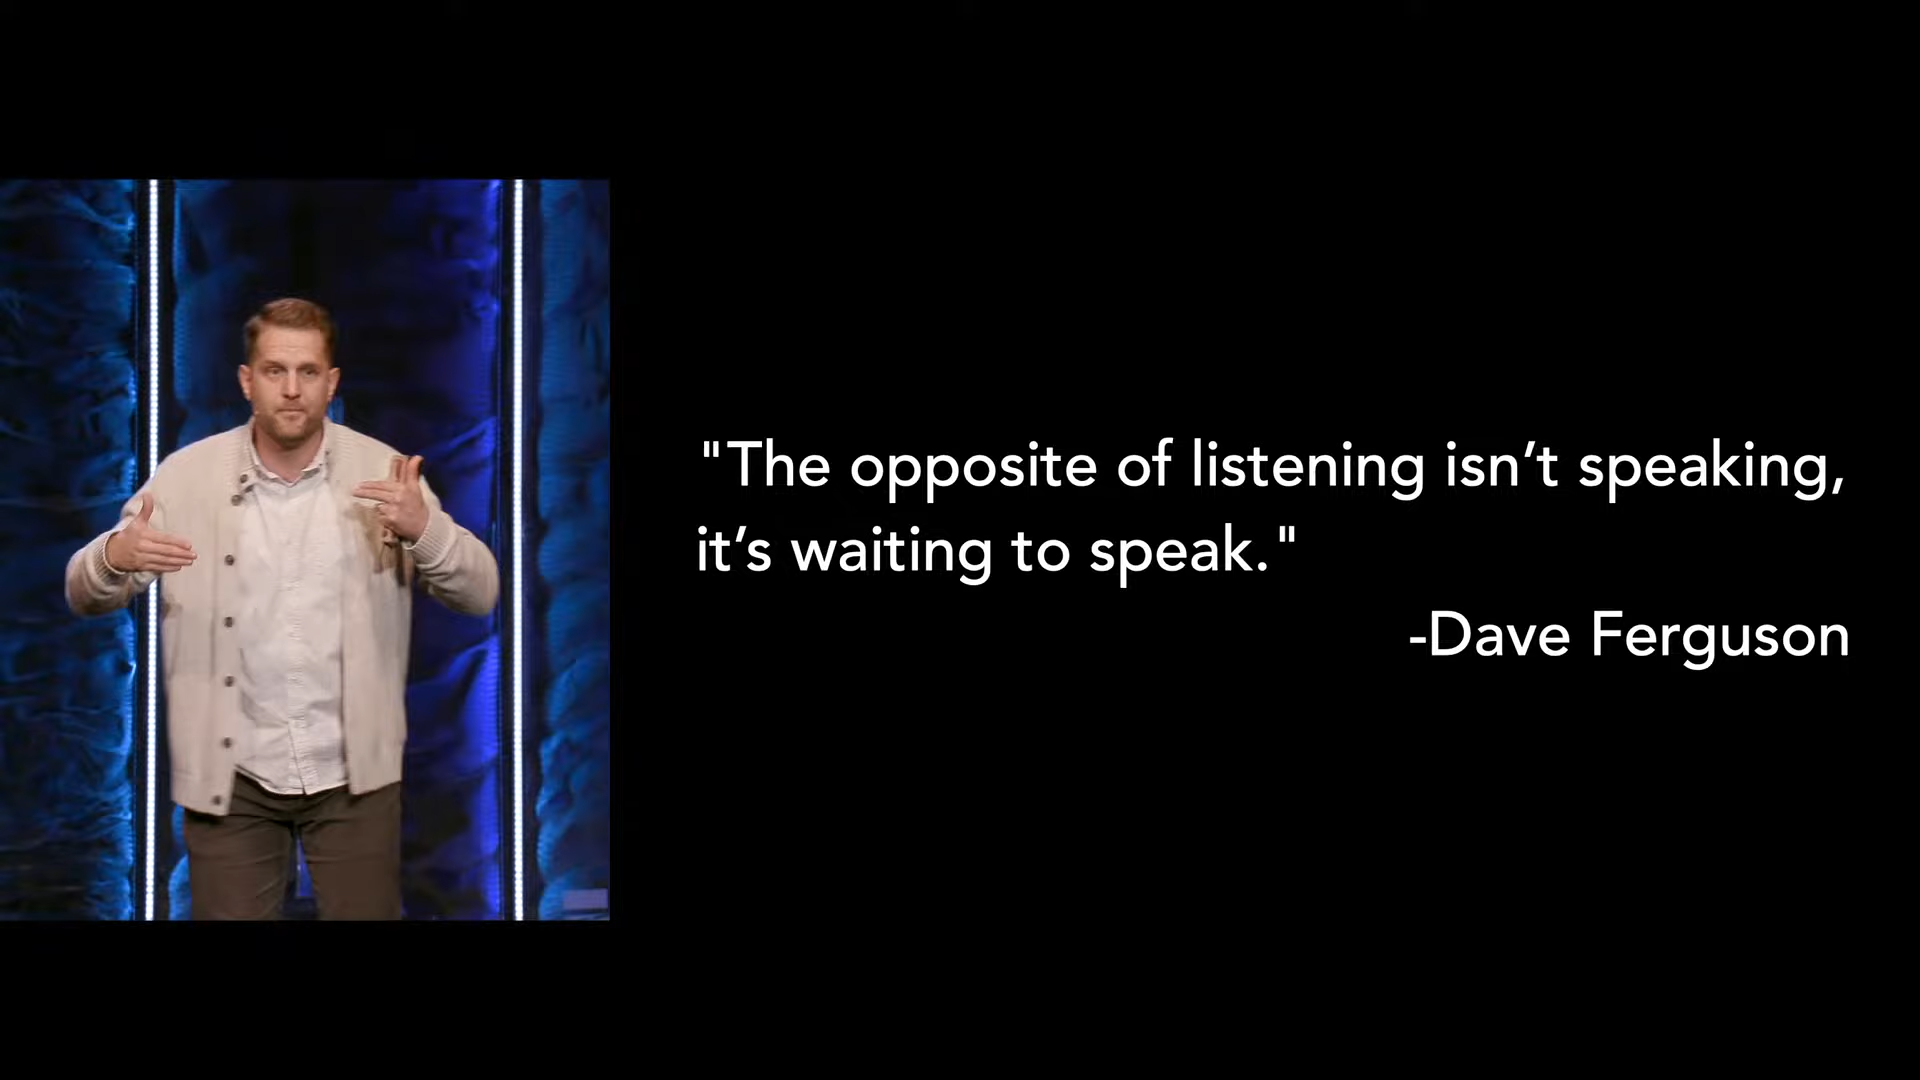 "The opposite of listening isn’t speaking,
it’s waiting to speak."
-Dave Ferguson